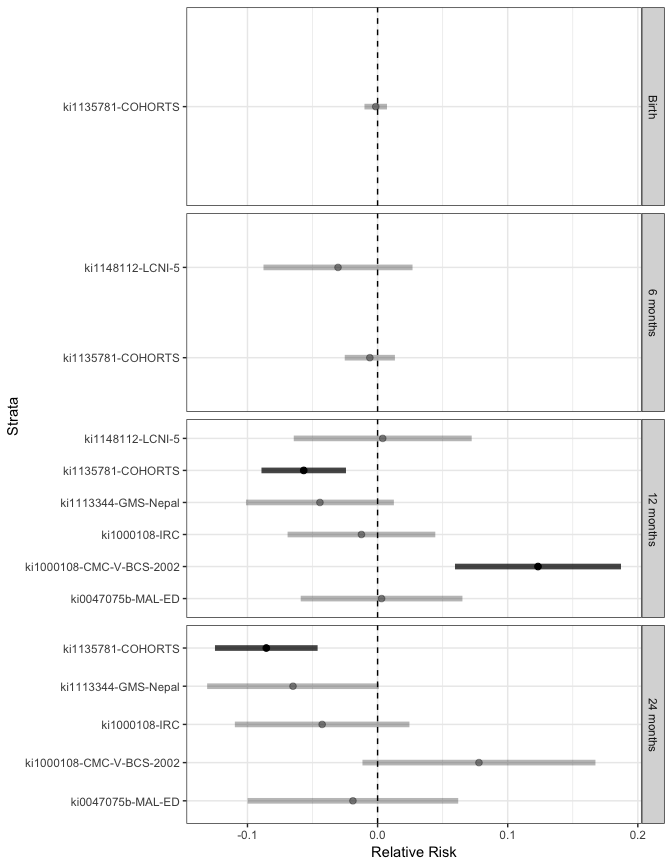 ki1135781-COHORTS
Birth
ki1148112-LCNI-5
ki1135781-COHORTS
6 months
ki1148112-LCNI-5
ki1135781-COHORTS
ki1113344-GMS-Nepal
ki1000108-IRC
ki1000108-CMC-V-BCS-2002
ki0047075b-MAL-ED
12 months
ki1135781-COHORTS
ki1113344-GMS-Nepal
ki1000108-IRC
ki1000108-CMC-V-BCS-2002
ki0047075b-MAL-ED
24 months
Strata
-0.1 0.0 0.1 0.2
Relative Risk